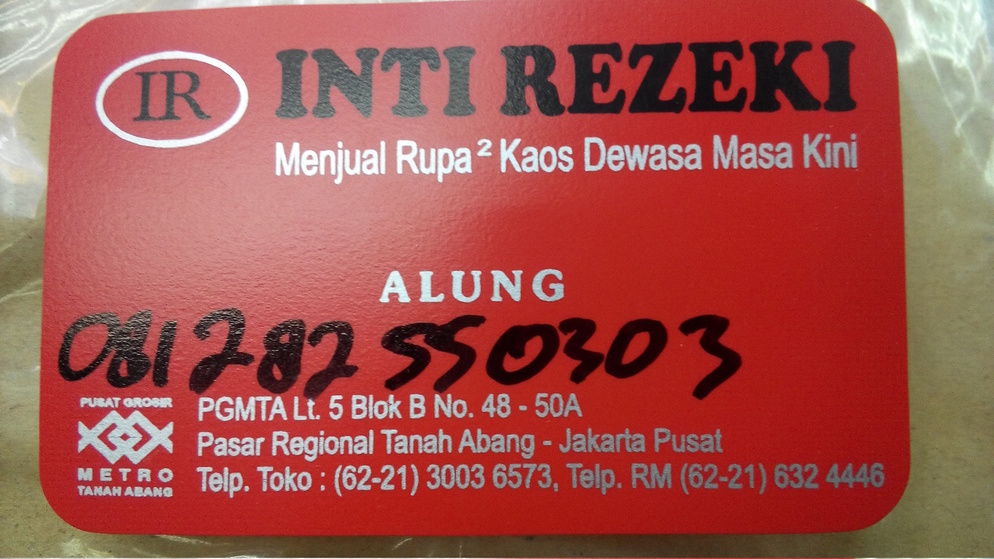 IR INTI REZEKI
Menjual Rupa² Kaos Dewasa Masa Kini
ALUNG
081282550303
PUSAT GROSIR
METRO
TANAH ABANG
PGMTA Lt. 5 Blok B No. 48 - 50A
Pasar Regional Tanah Abang - Jakarta Pusat
Telp. Toko : (62-21) 3003 6573, Telp. RM (62-21) 632 4446